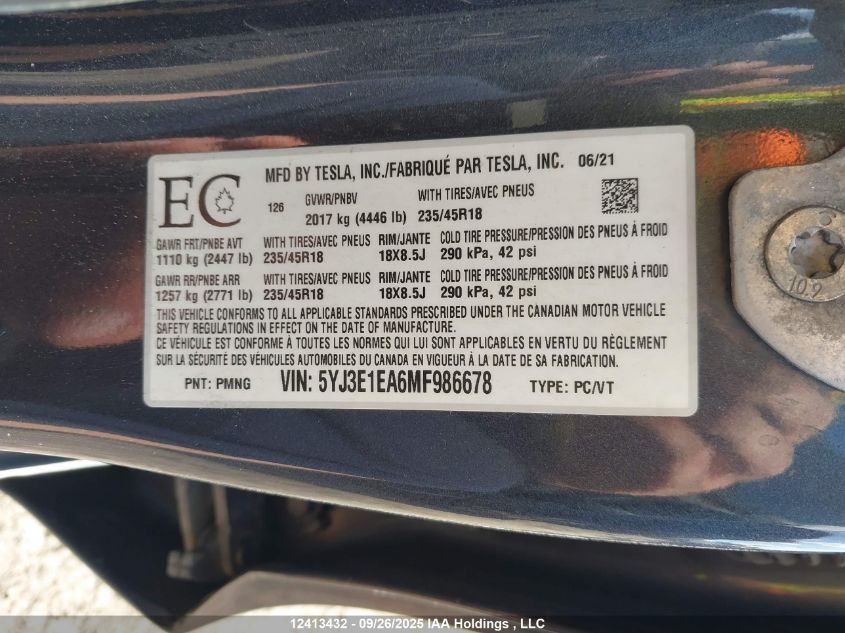 MFD BY TESLA, INC./FABRIQUÉ PAR TESLA, INC. 06/21
EC
126 GVWR/PNBV WITH TIRES/AVEC PNEUS
2017 kg (4446 lb) 235/45R18
GAWR FRT/PNBE AVT WITH TIRES/AVEC PNEUS RIM/JANTE COLD TIRE PRESSURE/PRESSION DES PNEUS À FROID
1110 kg (2447 lb) 235/45R18 18X8.5J 290 kPa, 42 psi
GAWR RR/PNBE ARR WITH TIRES/AVEC PNEUS RIM/JANTE COLD TIRE PRESSURE/PRESSION DES PNEUS À FROID
1257 kg (2771 lb) 235/45R18 18X8.5J 290 kPa, 42 psi
THIS VEHICLE CONFORMS TO ALL APPLICABLE STANDARDS PRESCRIBED UNDER THE CANADIAN MOTOR VEHICLE
SAFETY REGULATIONS IN EFFECT ON THE DATE OF MANUFACTURE.
CE VÉHICULE EST CONFORME À TOUTES LES NORMES QUI LUI SONT APPLICABLES EN VERTU DU RÈGLEMENT
SUR LA SÉCURITÉ DES VÉHICULES AUTOMOBILES DU CANADA EN VIGUEUR À LA DATE DE SA FABRICATION.
PNT: PMNG VIN: 5YJ3E1EA6MF986678 TYPE: PC/VT
10.9
12413432 - 09/26/2025 IAA Holdings , LLC